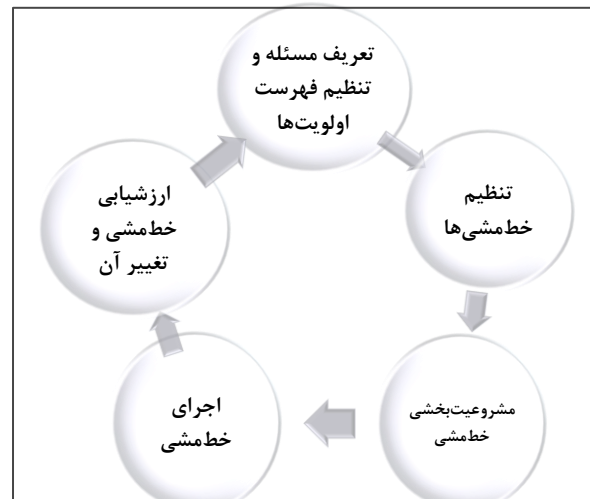 تعریف مسئله و
تنظیم فهرست
اولویت‌ها
تنظیم
خط‌مشی‌ها
مشروعیت‌بخشی
خط‌مشی
اجرای
خط‌مشی
ارزشیابی
خط‌مشی و
تغییر آن